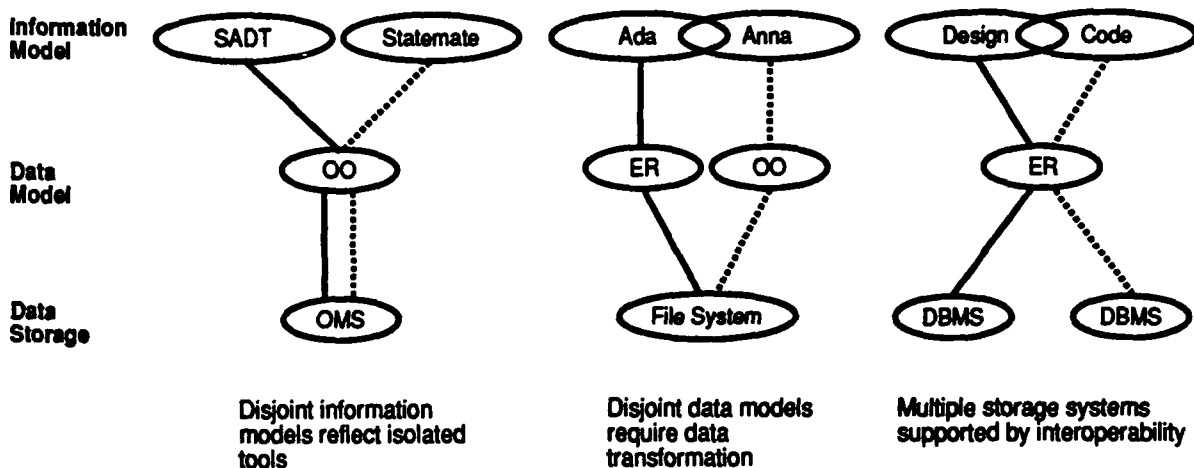 Information
Model
SADT
Statemate
Ada
Anna
Design
Code
Data
Model
OO
ER
OO
ER
Data
Storage
OMS
File System
DBMS
DBMS
Disjoint information
models reflect isolated
tools
Disjoint data models
require data
transformation
Multiple storage systems
supported by interoperability